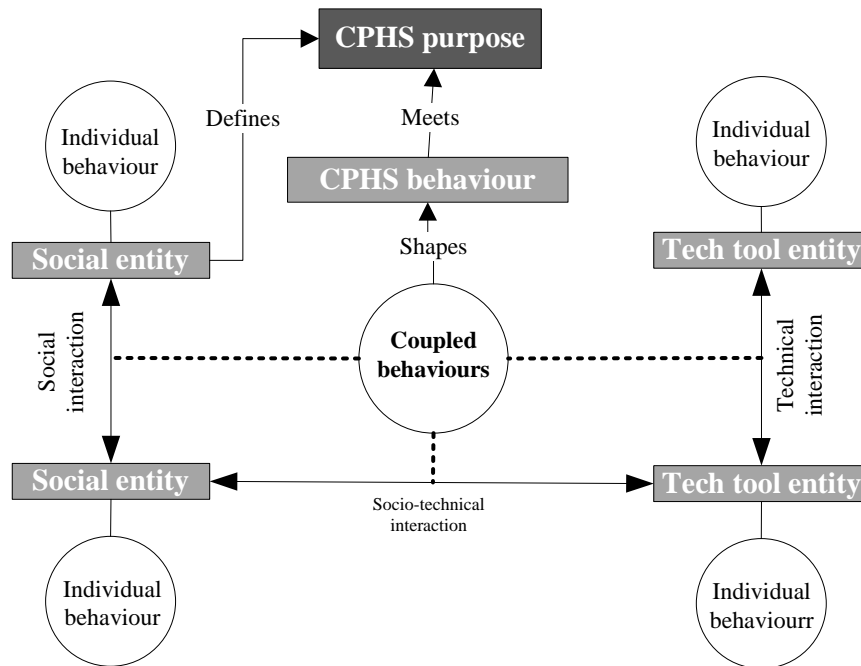 CPHS purpose
Defines
Meets
Individual
behaviour
Individual
behaviour
CPHS behaviour
Shapes
Social entity
Tech tool entity
Social
interaction
Coupled
behaviours
Technical
interaction
Social entity
Tech tool entity
Socio-technical
interaction
Individual
behaviour
Individual
behaviourr